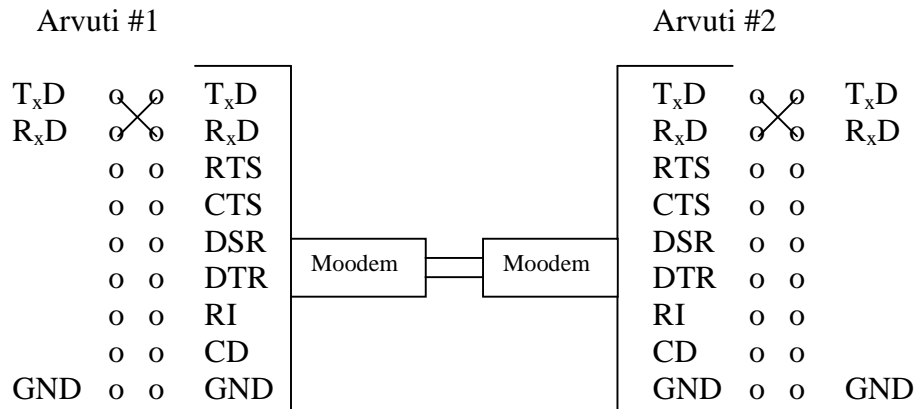 Arvuti #1 Arvuti #2
TxD o o TxD TxD o o TxD
RxD o o RxD RxD o o RxD
o o RTS RTS o o
o o CTS CTS o o
o o DSR Moodem Moodem DSR o o
o o DTR DTR o o
o o RI RI o o
o o CD CD o o
GND o o GND GND o o GND